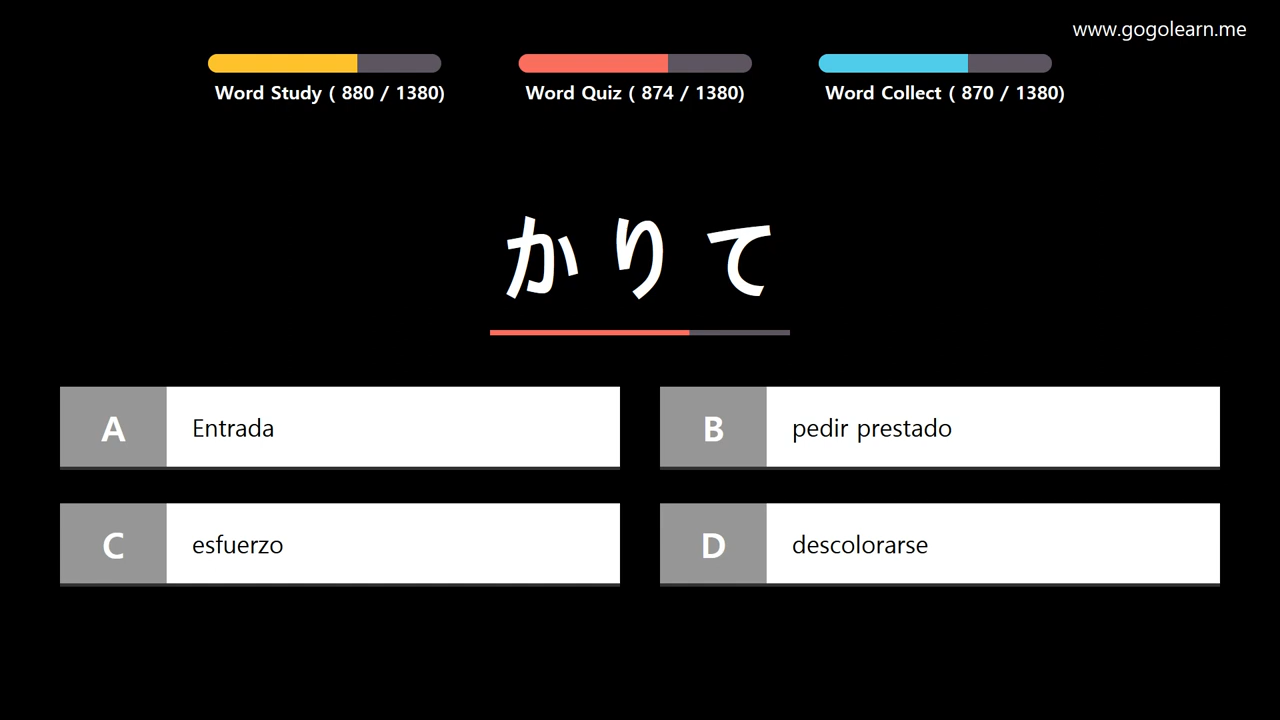 www.gogolearn.me
Word Study ( 880 / 1380)
Word Quiz ( 874 / 1380)
Word Collect ( 870 / 1380)
かりて
A Entrada
B pedir prestado
C esfuerzo
D descolorarse